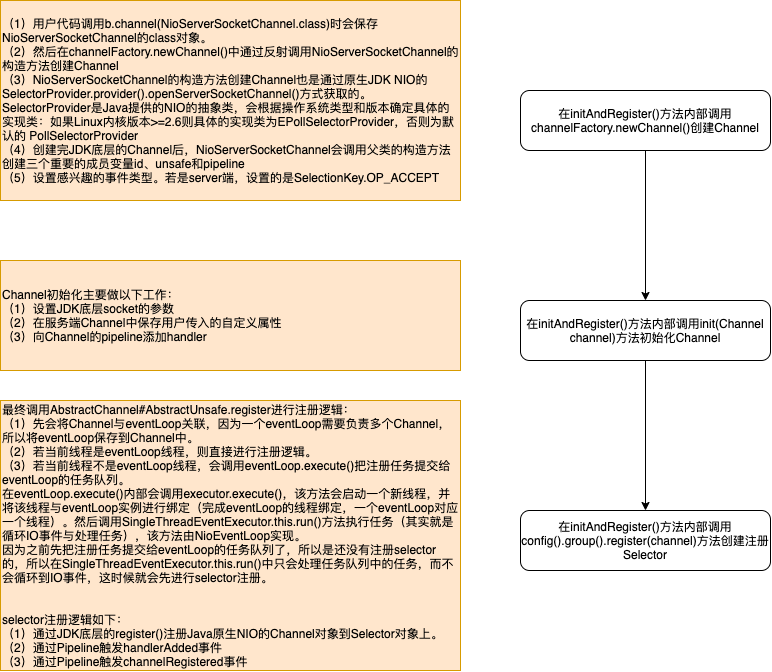 （1）用户代码调用b.channel(NioServerSocketChannel.class)时会保存
NioServerSocketChannel的class对象。
（2）然后在channelFactory.newChannel()中通过反射调用NioServerSocketChannel的
构造方法创建Channel
（3）NioServerSocketChannel的构造方法创建Channel也是通过原生JDK NIO的
SelectorProvider.provider().openServerSocketChannel()方式获取的。
SelectorProvider是Java提供的NIO的抽象类，会根据操作系统类型和版本确定具体的
实现类：如果Linux内核版本>=2.6则具体的实现类为EPollSelectorProvider，否则为默
认的 PollSelectorProvider
（4）创建完JDK底层的Channel后，NioServerSocketChannel会调用父类的构造方法
创建三个重要的成员变量id、unsafe和pipeline
（5）设置感兴趣的事件类型。若是server端，设置的是SelectionKey.OP_ACCEPT
在initAndRegister()方法内部调用
channelFactory.newChannel()创建Channel
Channel初始化主要做以下工作：
（1）设置JDK底层socket的参数
（2）在服务端Channel中保存用户传入的自定义属性
（3）向Channel的pipeline添加handler
在initAndRegister()方法内部调用init(Channel
channel)方法初始化Channel
最终调用AbstractChannel#AbstractUnsafe.register进行注册逻辑：
（1）先会将Channel与eventLoop关联，因为一个eventLoop需要负责多个Channel，
所以将eventLoop保存到Channel中。
（2）若当前线程是eventLoop线程，则直接进行注册逻辑。
（3）若当前线程不是eventLoop线程，会调用eventLoop.execute()把注册任务提交给
eventLoop的任务队列。
在eventLoop.execute()内部会调用executor.execute()，该方法会启动一个新线程，并
将该线程与eventLoop实例进行绑定（完成eventLoop的线程绑定，一个eventLoop对应
一个线程）。然后调用SingleThreadEventExecutor.this.run()方法执行任务（其实就是
循环IO事件与处理任务），该方法由NioEventLoop实现。
因为之前先把注册任务提交给eventLoop的任务队列了，所以是还没有注册selector
的，所以在SingleThreadEventExecutor.this.run()中只会处理任务队列中的任务，而不
会循环到IO事件，这时候就会先进行selector注册。
selector注册逻辑如下：
（1）通过JDK底层的register()注册Java原生NIO的Channel对象到Selector对象上。
（2）通过Pipeline触发handlerAdded事件
（3）通过Pipeline触发channelRegistered事件
在initAndRegister()方法内部调用
config().group().register(channel)方法创建注册
Selector